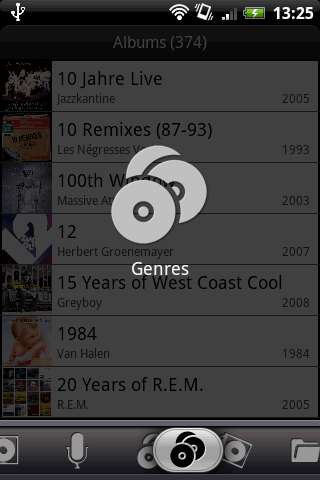 13:25
Albums (374)
10 Jahre Live
Jazzkantine 2005
10 Remixes (87-93)
Les Négresses V 1993
100th Window
Massive At 2003
Genres
12
Herbert Groenemayer 2007
15 Years of West Coast Cool
Greyboy 2008
1984
Van Halen 1984
20 Years of R.E.M.
R.E.M. 2005